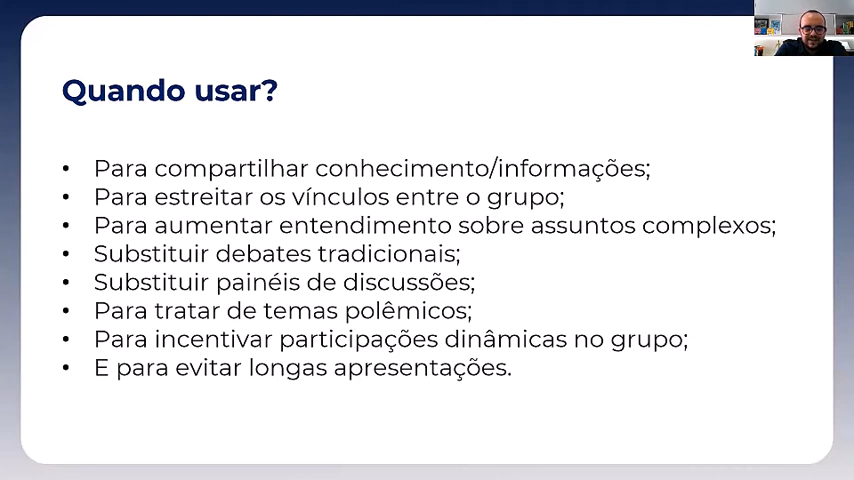 Quando usar?
• Para compartilhar conhecimento/informações;
• Para estreitar os vínculos entre o grupo;
• Para aumentar entendimento sobre assuntos complexos;
• Substituir debates tradicionais;
• Substituir painéis de discussões;
• Para tratar de temas polêmicos;
• Para incentivar participações dinâmicas no grupo;
• E para evitar longas apresentações.